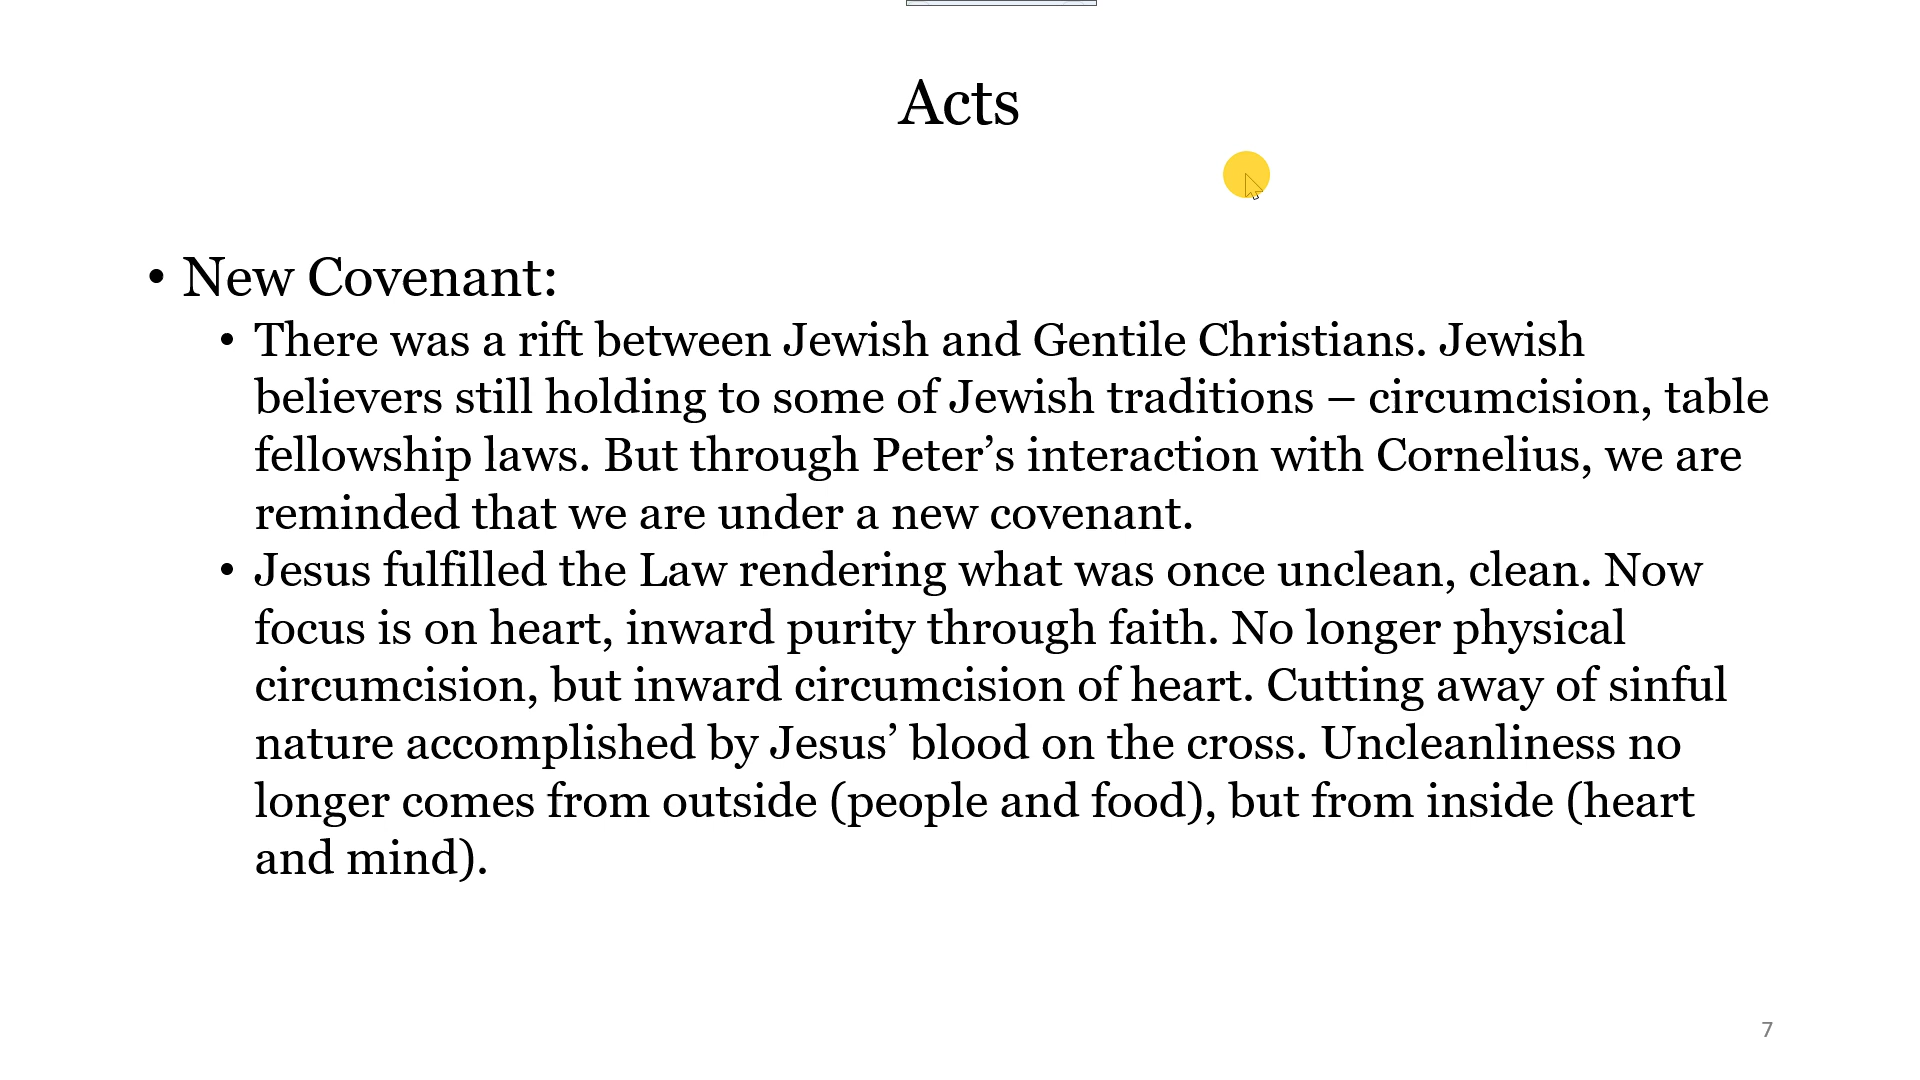 Acts
• New Covenant:
• There was a rift between Jewish and Gentile Christians. Jewish
believers still holding to some of Jewish traditions – circumcision, table
fellowship laws. But through Peter’s interaction with Cornelius, we are
reminded that we are under a new covenant.
• Jesus fulfilled the Law rendering what was once unclean, clean. Now
focus is on heart, inward purity through faith. No longer physical
circumcision, but inward circumcision of heart. Cutting away of sinful
nature accomplished by Jesus’ blood on the cross. Uncleanliness no
longer comes from outside (people and food), but from inside (heart
and mind).
7